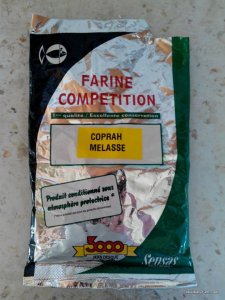 FARINE
COMPETITION
1ère qualité / Excellente conservation
COPRAH
MELASSE
Produit conditionné sous
atmosphère protectrice
3000
Sensas